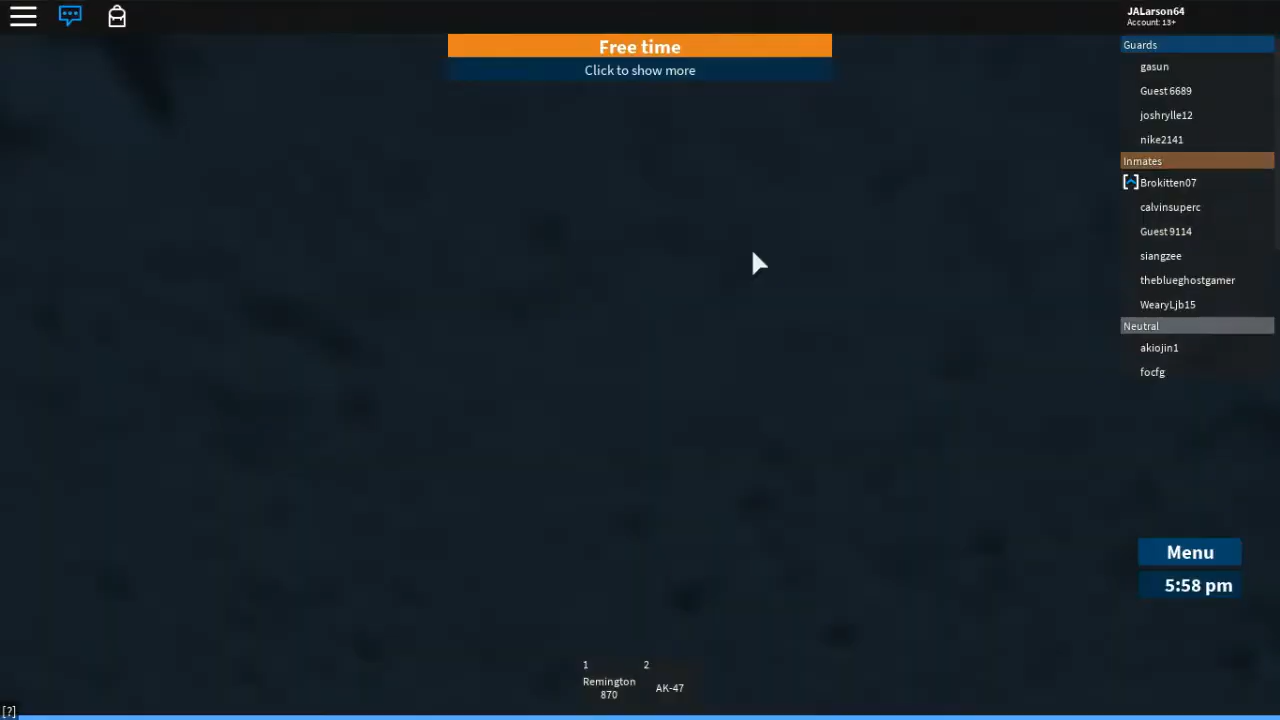 JALarson64
Account: 13+
Free time
Click to show more
Guards
gasun
Guest 6689
joshrylle12
nike2141
Inmates
Brokitten07
calvinsuperc
Guest 9114
siangzee
theblueghostgamer
WearyLjb15
Neutral
akiojin1
focfg
Menu
5:58 pm
1
Remington
870
2
AK-47
[?]